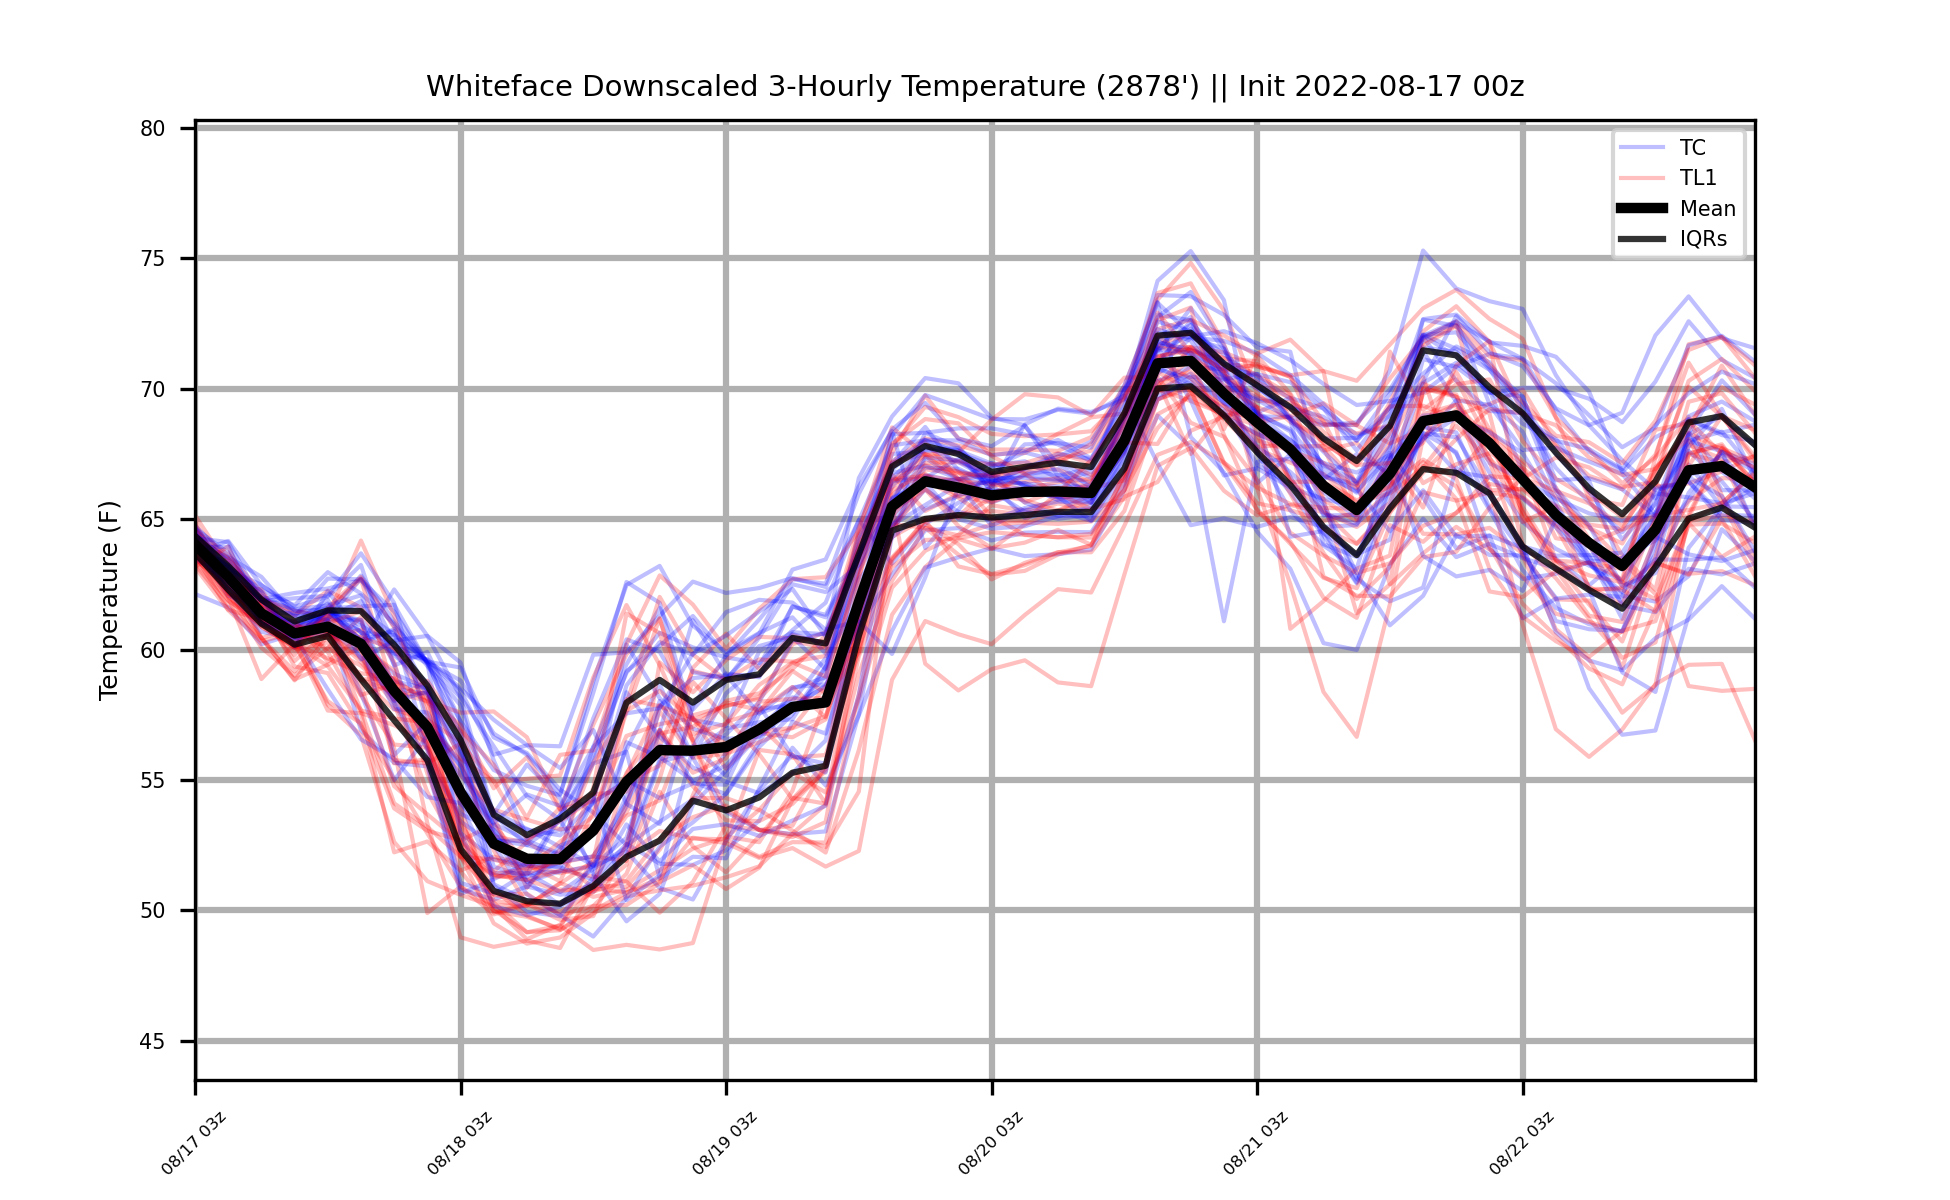 Whiteface Downscaled 3-Hourly Temperature (2878') || Init 2022-08-17 00z
TC
TL1
Mean
IQRs
Temperature (F)
80
75
70
65
60
55
50
45
08/17 03z
08/18 03z
08/19 03z
08/20 03z
08/21 03z
08/22 03z